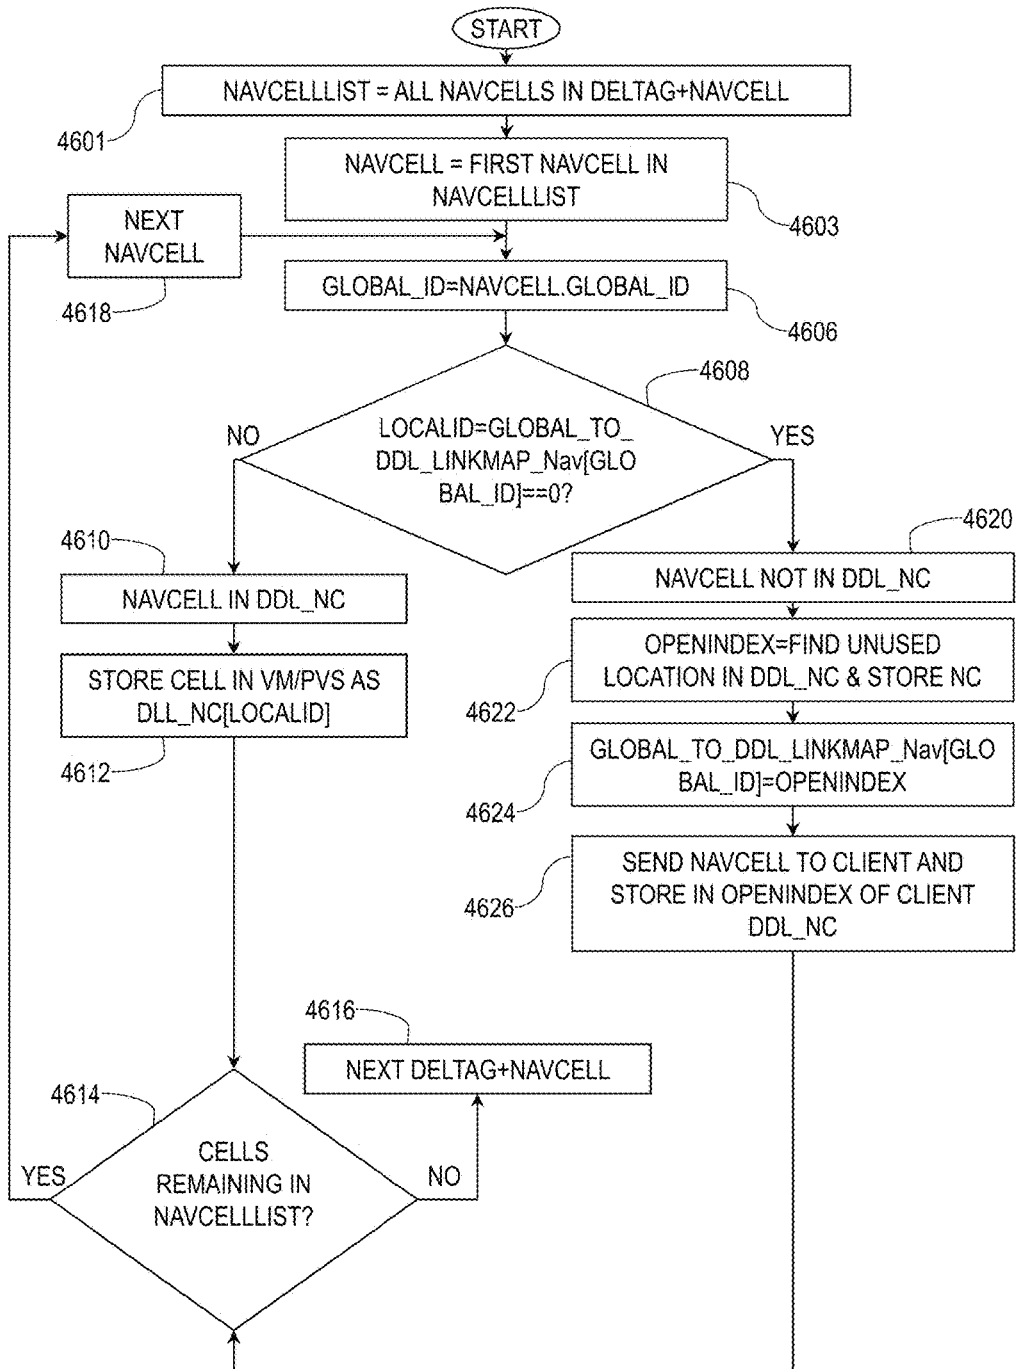 START
NAVCELLLIST = ALL NAVCELLS IN DELTAG+NAVCELL
4601
NAVCELL = FIRST NAVCELL IN
NAVCELLLIST
4603
NEXT
NAVCELL
4618
GLOBAL_ID=NAVCELL.GLOBAL_ID
4606
4608
LOCALID=GLOBAL_TO_
DDL_LINKMAP_Nav[GLO
BAL_ID]==0?
NO
YES
4610
NAVCELL IN DDL_NC
STORE CELL IN VM/PVS AS
DLL_NC[LOCALID]
4612
4620
NAVCELL NOT IN DDL_NC
OPENINDEX=FIND UNUSED
LOCATION IN DDL_NC & STORE NC
4622
GLOBAL_TO_DDL_LINKMAP_Nav[GLO
BAL_ID]=OPENINDEX
4624
SEND NAVCELL TO CLIENT AND
STORE IN OPENINDEX OF CLIENT
DDL_NC
4626
4616
NEXT DELTAG+NAVCELL
4614
CELLS
REMAINING IN
NAVCELLLIST?
YES
NO